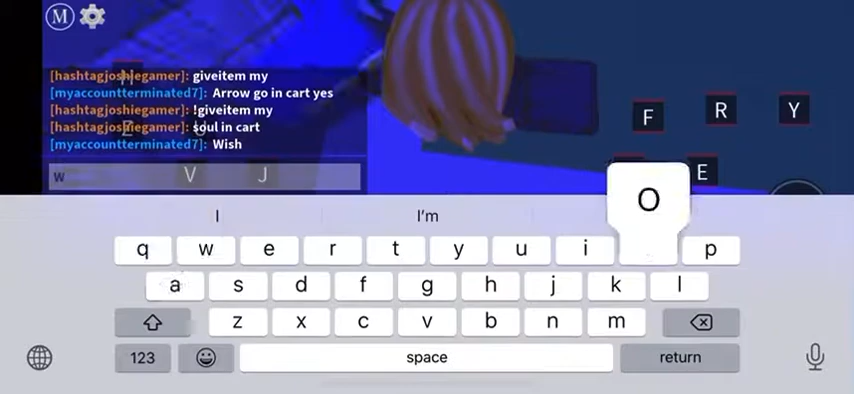 M
[hashtagjoshiegamer]: giveitem my
[myaccountterminated7]: Arrow go in cart yes
[hashtagjoshiegamer]: !giveitem my
[hashtagjoshiegamer]: soul in cart
[myaccountterminated7]: Wish
H
Z
F R Y
w V J E
O
I I'm
q w e r t y u i p
a s d f g h j k l
z x c v b n m
123 space return